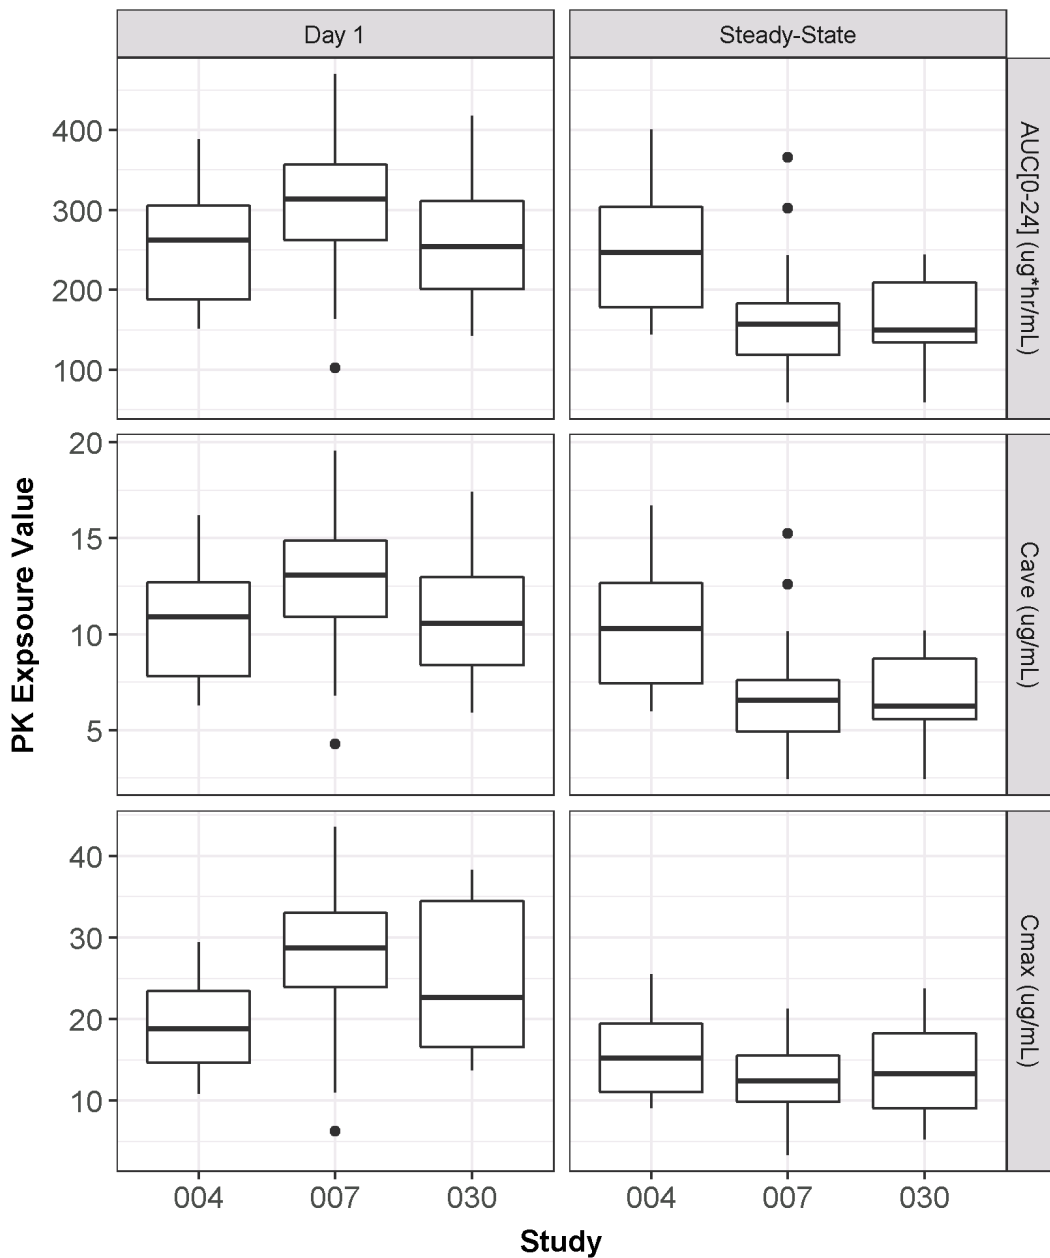 Day 1
Steady-State
400
300
200
100
AUC[0-24] (ug*hr/mL)
20
15
10
5
Cave (ug/mL)
40
30
20
10
Cmax (ug/mL)
PK Expsoure Value
004
007
030
004
007
030
Study